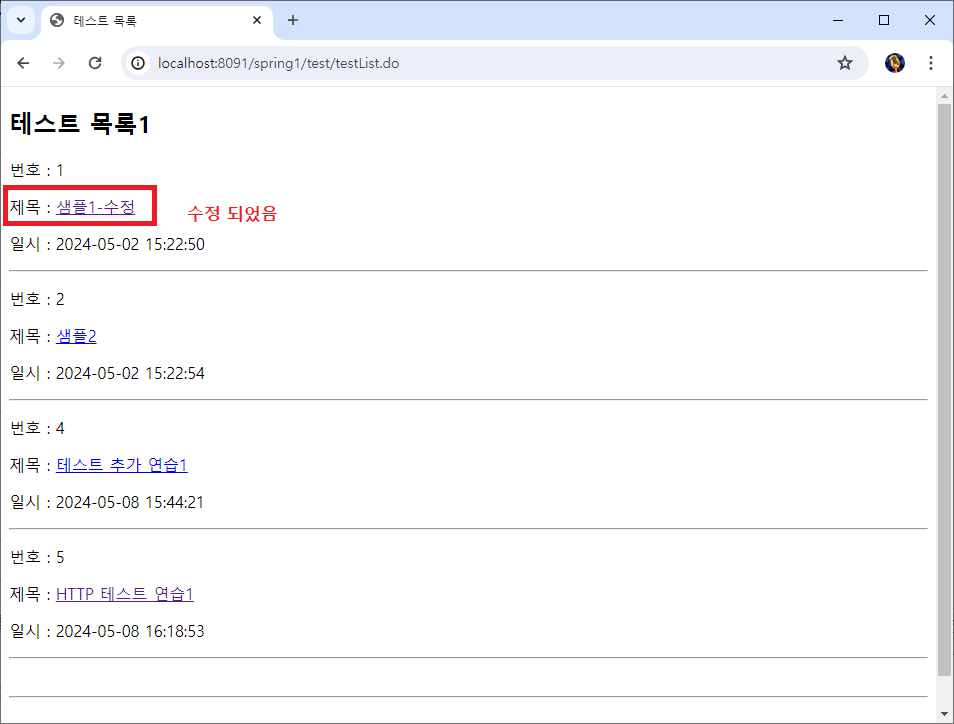 테스트 목록
localhost:8091/spring1/test/testList.do
테스트 목록1
번호 : 1
제목 : 샘플1-수정
수정 되었음
일시 : 2024-05-02 15:22:50
번호 : 2
제목 : 샘플2
일시 : 2024-05-02 15:22:54
번호 : 4
제목 : 테스트 추가 연습1
일시 : 2024-05-08 15:44:21
번호 : 5
제목 : HTTP 테스트 연습1
일시 : 2024-05-08 16:18:53